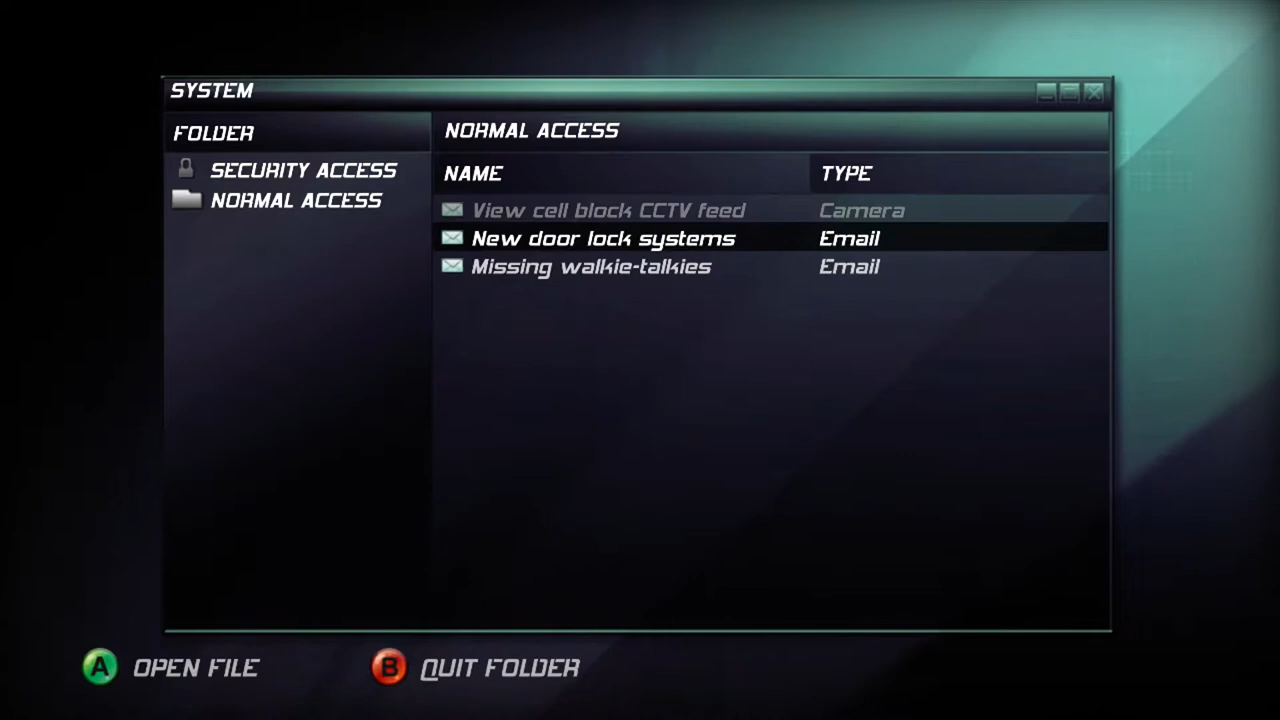 SYSTEM
FOLDER
NORMAL ACCESS
SECURITY ACCESS
NORMAL ACCESS
NAME TYPE
View cell block CCTV feed Camera
New door lock systems Email
Missing walkie-talkies Email
A OPEN FILE B QUIT FOLDER